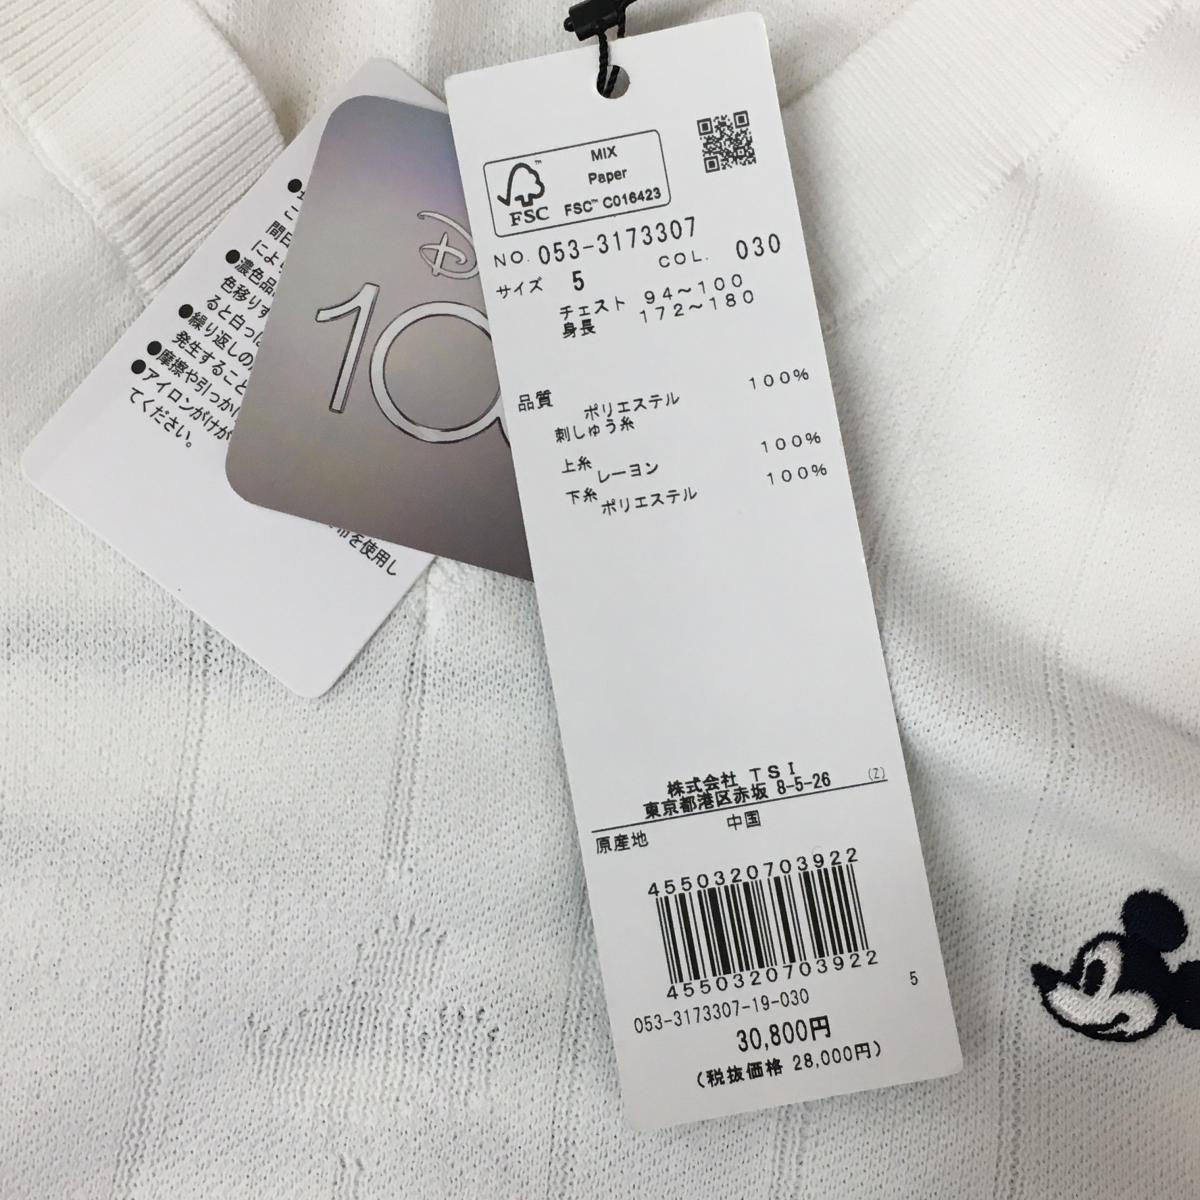 MIX
Paper
FSC™ C016423
FSC
NO. 053-3173307
COL. 030
サイズ 5
チェスト 94～100
身長 172～180
品質
ポリエステル 100%
刺しゅう糸
上糸 レーヨン 100%
下糸 ポリエステル 100%
株式会社 TSI
東京都港区赤坂 8-5-26 (Z)
原産地 中国
4550320703922
4550320703922
053-3173307-19-030 5
30,800円
(税抜価格 28,000円)
D
100
間
によ
●濃色品
色移りす
ると白っ
●繰り返しの
発生すること
●摩擦や引っか
●アイロンがけが
てください。
を使用し